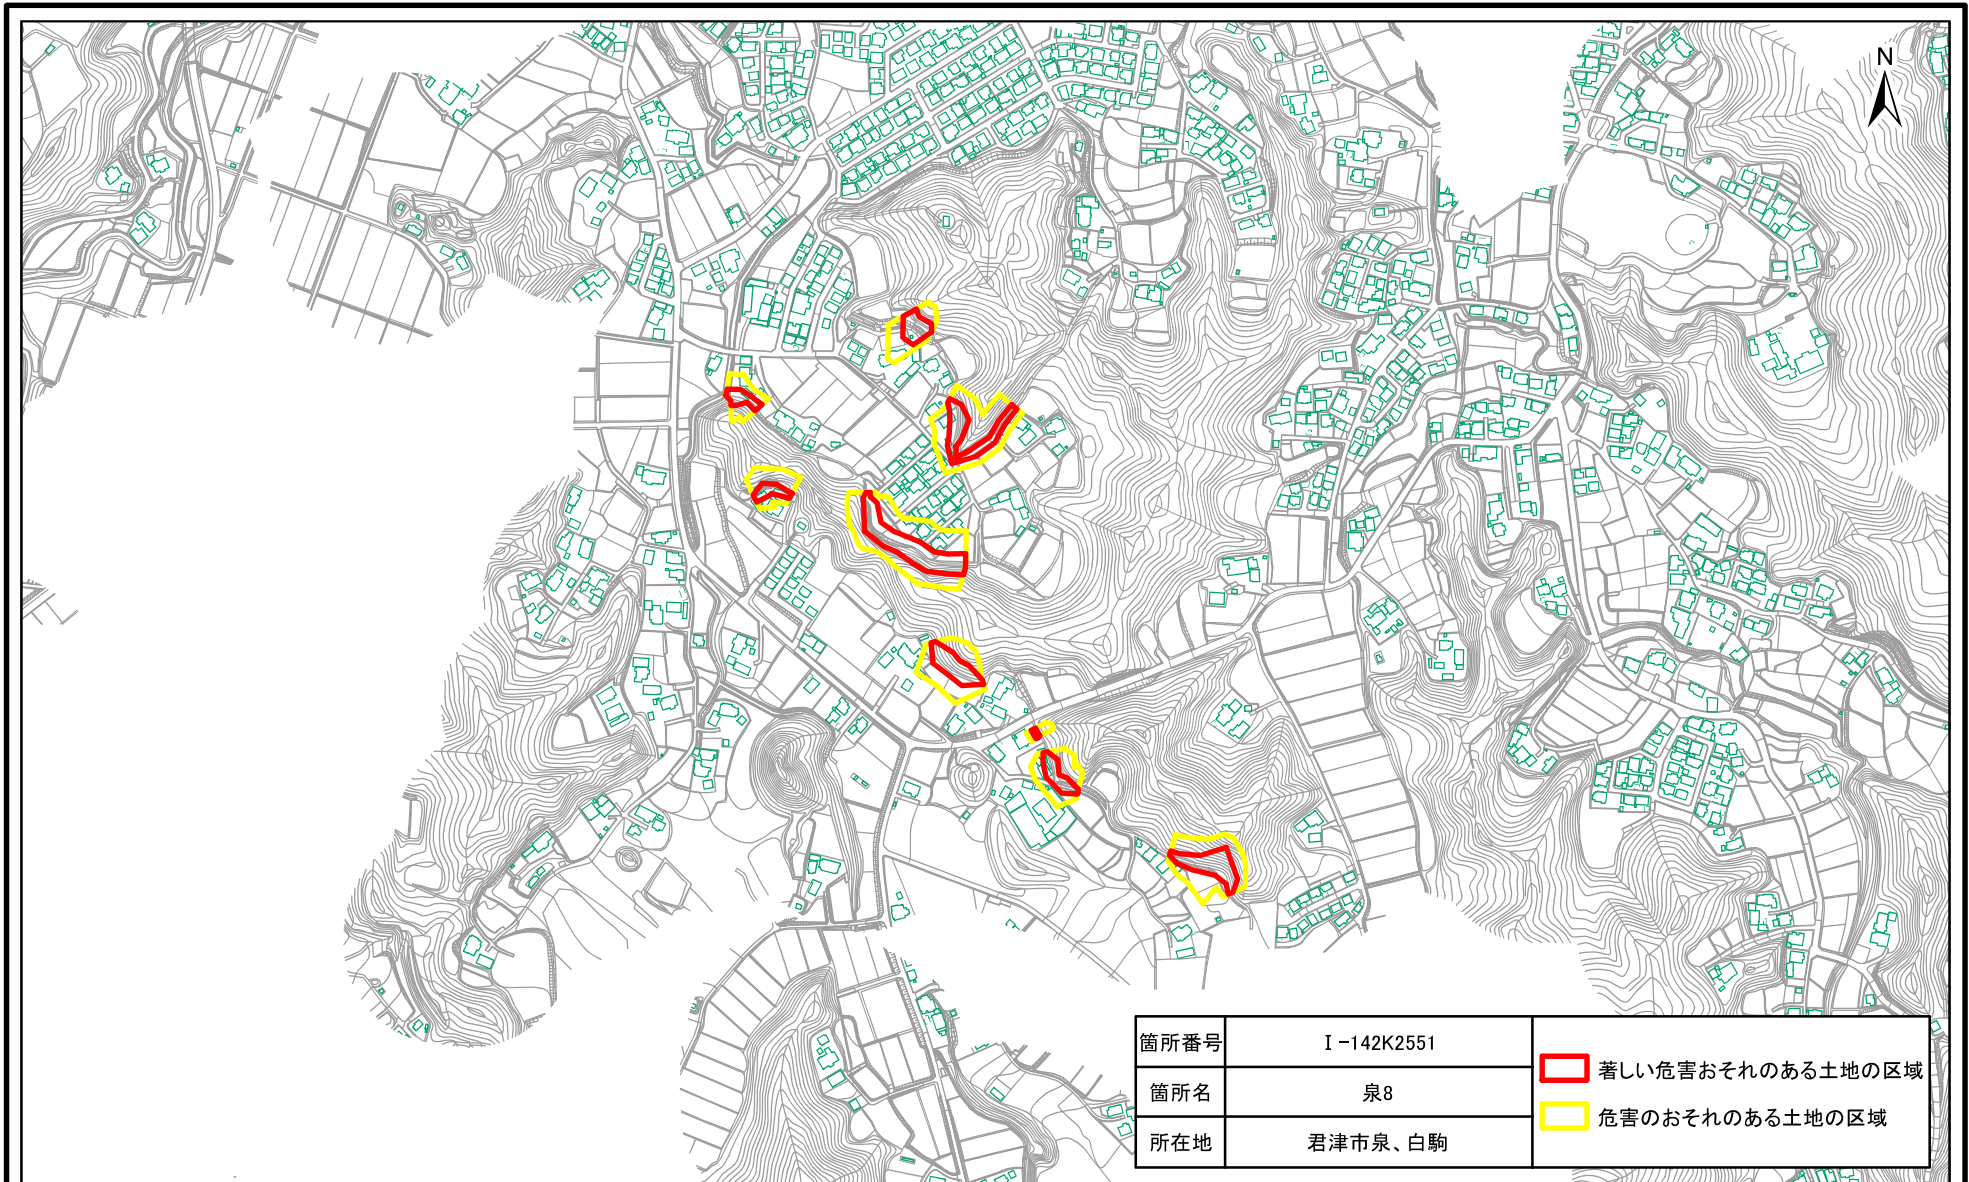 N
箇所番号 I-142K2551
箇所名 泉8
所在地 君津市泉、白駒
著しい危害おそれのある土地の区域
危害のおそれのある土地の区域